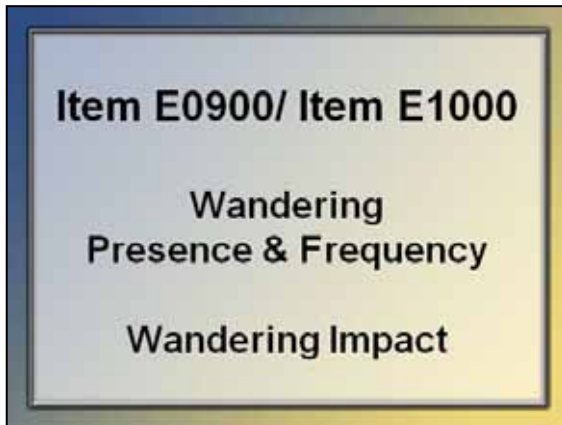 Item E0900/ Item E1000
Wandering
Presence & Frequency
Wandering Impact